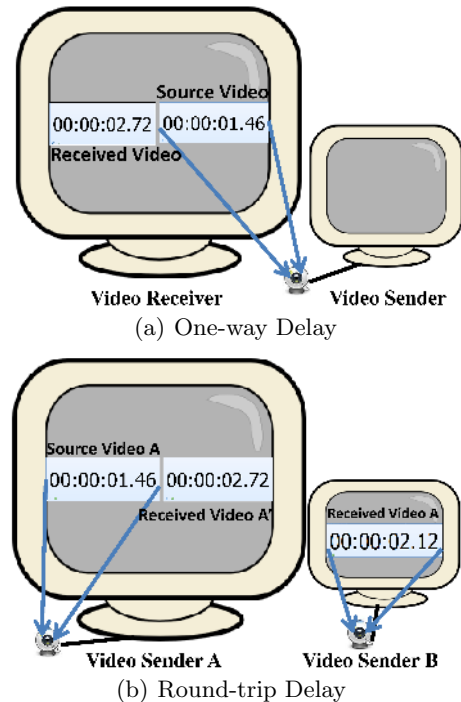 Source Video
00:00:02.72 00:00:01.46
Received Video
Video Receiver Video Sender
(a) One-way Delay
Source Video A
00:00:01.46 00:00:02.72
Received Video A'
Received Video A
00:00:02.12
Video Sender A Video Sender B
(b) Round-trip Delay